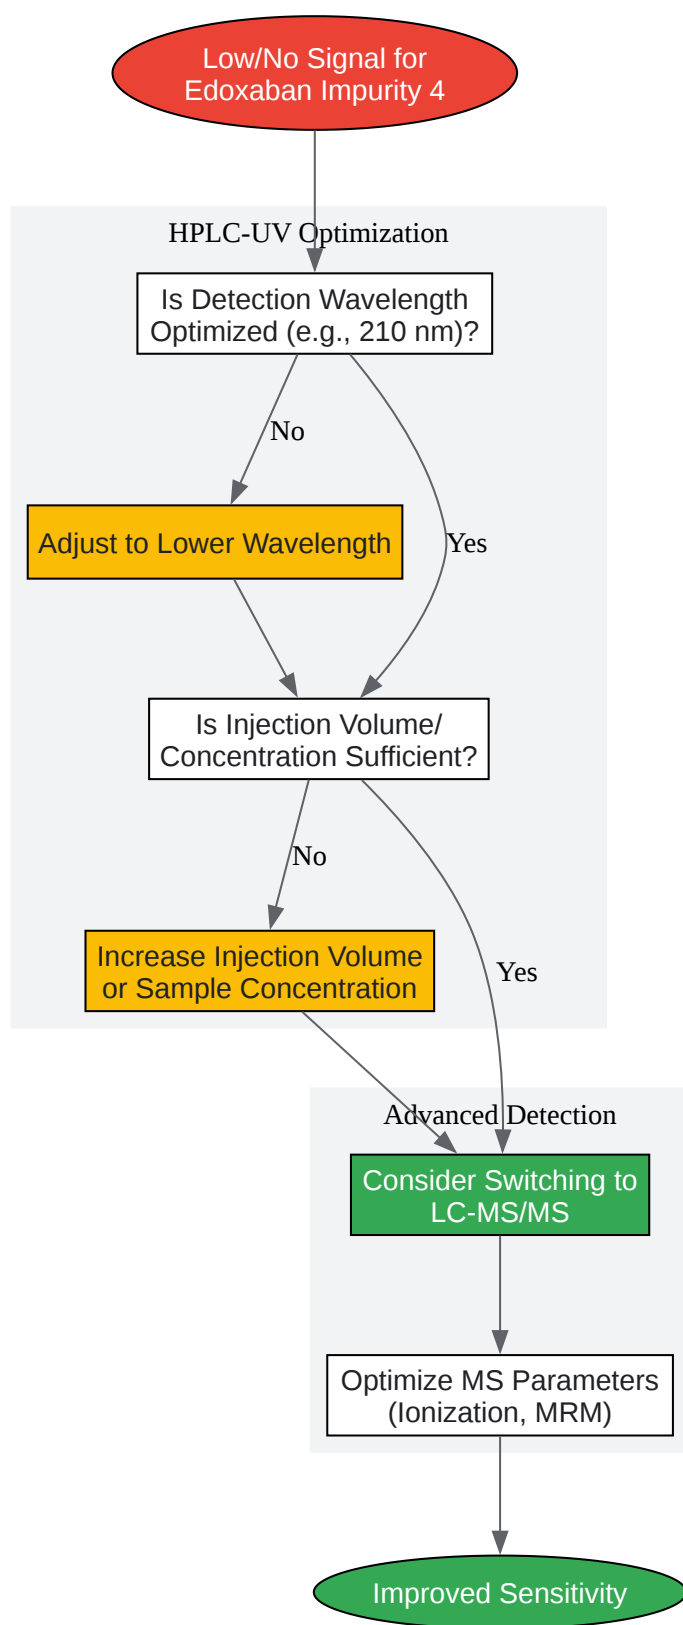 Low/No Signal for
Edoxaban Impurity 4
HPLC-UV Optimization
Is Detection Wavelength
Optimized (e.g., 210 nm)?
No
Adjust to Lower Wavelength
Yes
Is Injection Volume/
Concentration Sufficient?
No
Increase Injection Volume
or Sample Concentration
Yes
Advanced Detection
Consider Switching to
LC-MS/MS
Optimize MS Parameters
(Ionization, MRM)
Improved Sensitivity